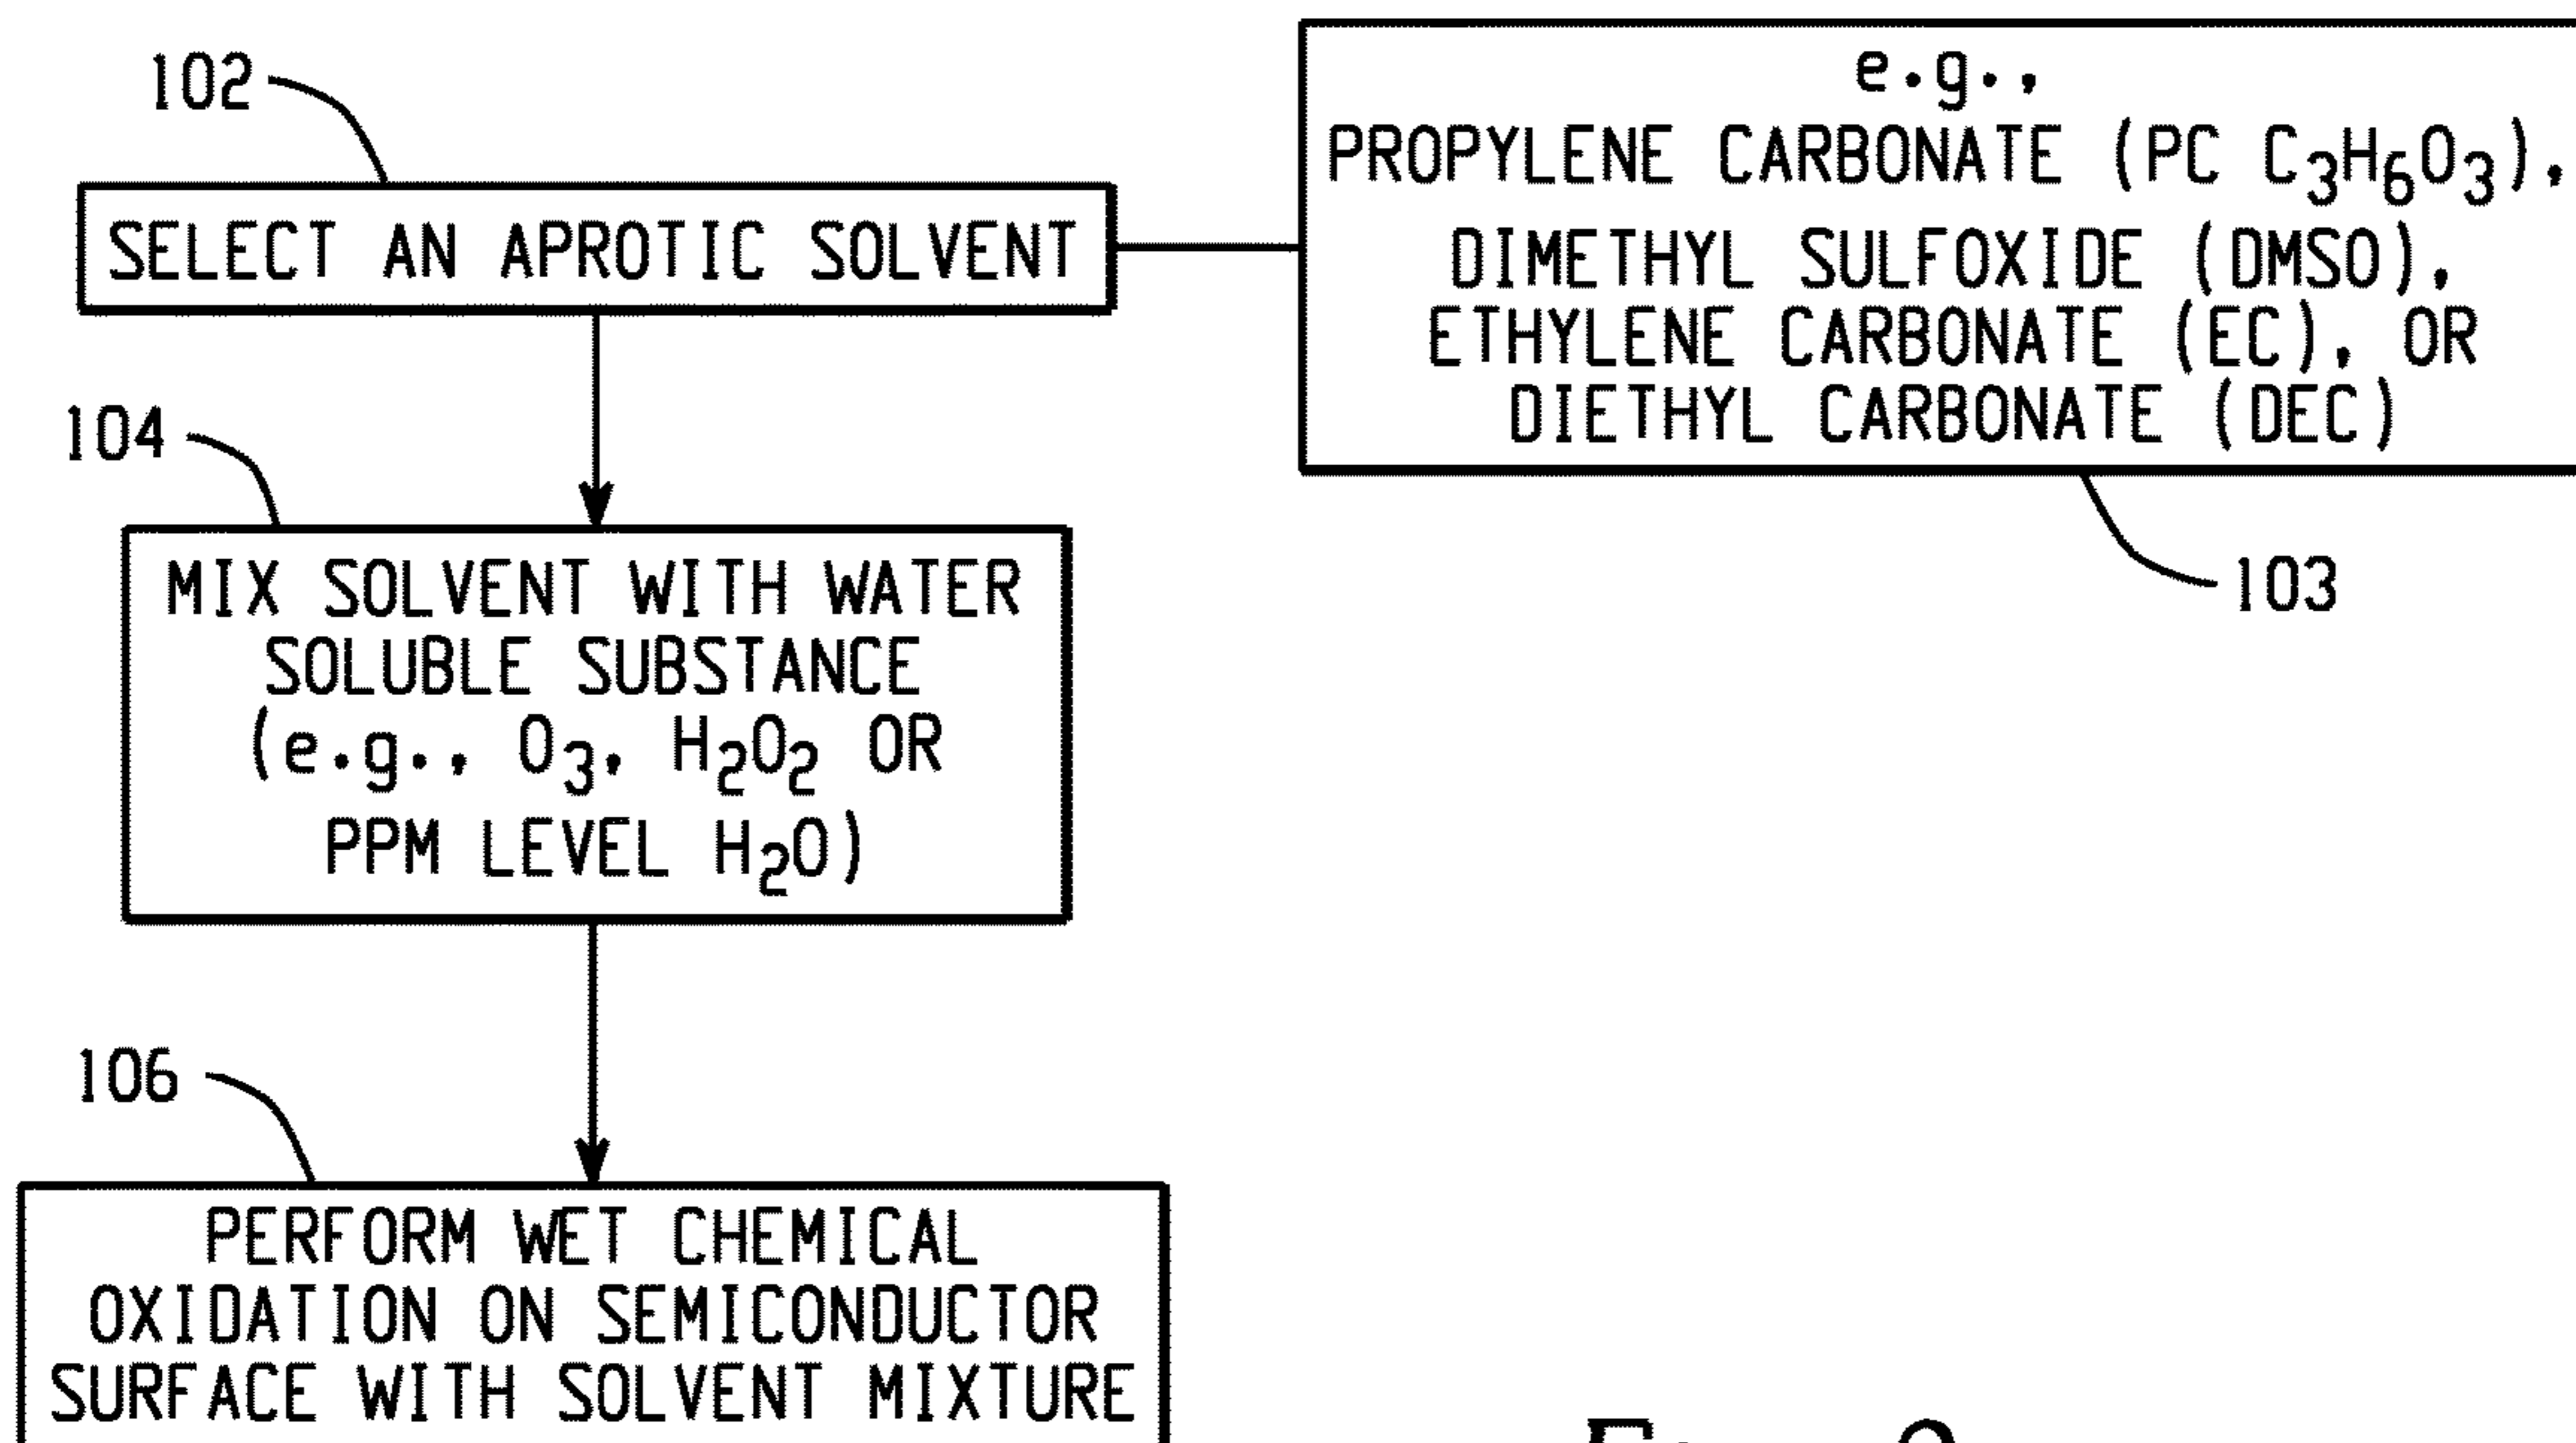 102
SELECT AN APROTIC SOLVENT
e.g.,
PROPYLENE CARBONATE (PC C₃H₆O₃),
DIMETHYL SULFOXIDE (DMSO),
ETHYLENE CARBONATE (EC), OR
DIETHYL CARBONATE (DEC)
103
104
MIX SOLVENT WITH WATER
SOLUBLE SUBSTANCE
(e.g., O₃, H₂O₂ OR
PPM LEVEL H₂O)
106
PERFORM WET CHEMICAL
OXIDATION ON SEMICONDUCTOR
SURFACE WITH SOLVENT MIXTURE